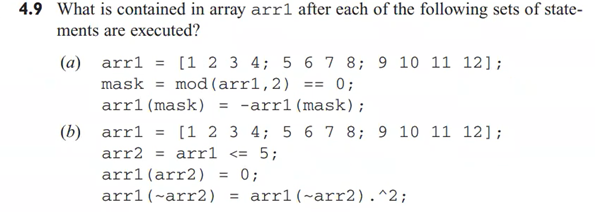 4.9 What is contained in array arr1 after each of the following sets of state-
ments are executed?
(a) arr1 = [1 2 3 4; 5 6 7 8; 9 10 11 12];
mask = mod(arr1,2) == 0;
arr1(mask) = -arr1(mask);
(b) arr1 = [1 2 3 4; 5 6 7 8; 9 10 11 12];
arr2 = arr1 <= 5;
arr1(arr2) = 0;
arr1(~arr2) = arr1(~arr2).^2;